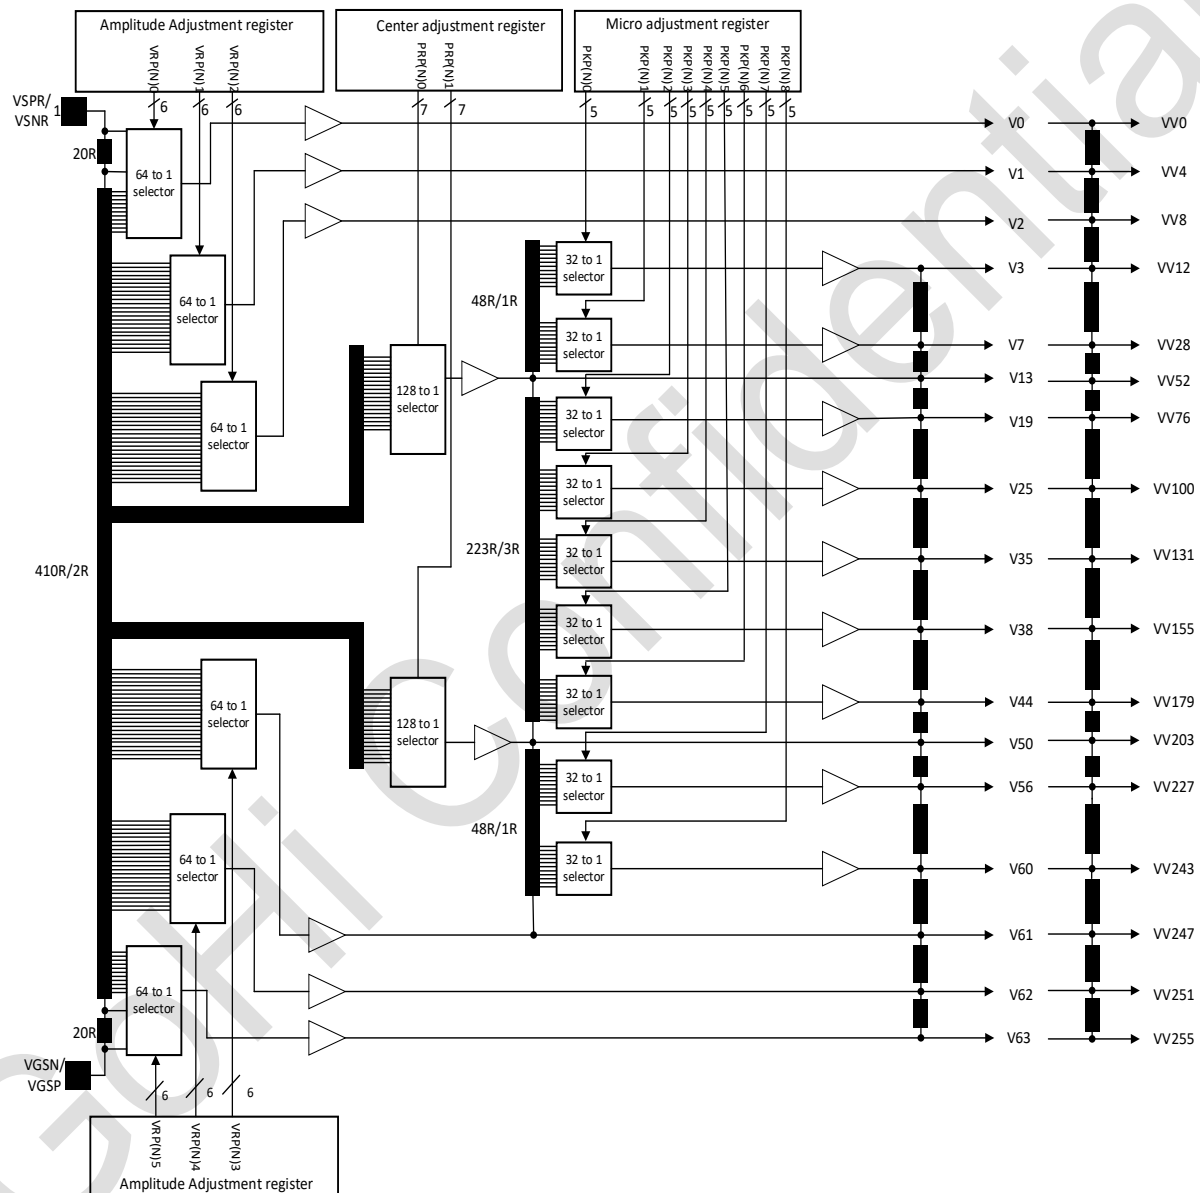 Amplitude Adjustment register
Center adjustment register
Micro adjustment register
VRP(N)0
VRP(N)1
VRP(N)2
PRP(N)0
PRP(N)1
PKP(N)0
PKP(N)1
PKP(N)2
PKP(N)3
PKP(N)4
PKP(N)5
PKP(N)6
PKP(N)7
PKP(N)8
6
6
6
7
7
5
5
5
5
5
5
5
5
5
VSPR/
VSNR
1
20R
64 to 1
selector
64 to 1
selector
64 to 1
selector
410R/2R
128 to 1
selector
128 to 1
selector
48R/1R
32 to 1
selector
32 to 1
selector
223R/3R
32 to 1
selector
32 to 1
selector
32 to 1
selector
32 to 1
selector
32 to 1
selector
48R/1R
32 to 1
selector
32 to 1
selector
64 to 1
selector
64 to 1
selector
64 to 1
selector
20R
VGSN/
VGSP
6
6
6
VRP(N)5
VRP(N)4
VRP(N)3
Amplitude Adjustment register
V0
VV0
V1
VV4
V2
VV8
V3
VV12
V7
VV28
V13
VV52
V19
VV76
V25
VV100
V35
VV131
V38
VV155
V44
VV179
V50
VV203
V56
VV227
V60
VV243
V61
VV247
V62
VV251
V63
VV255
GoHi Confidential